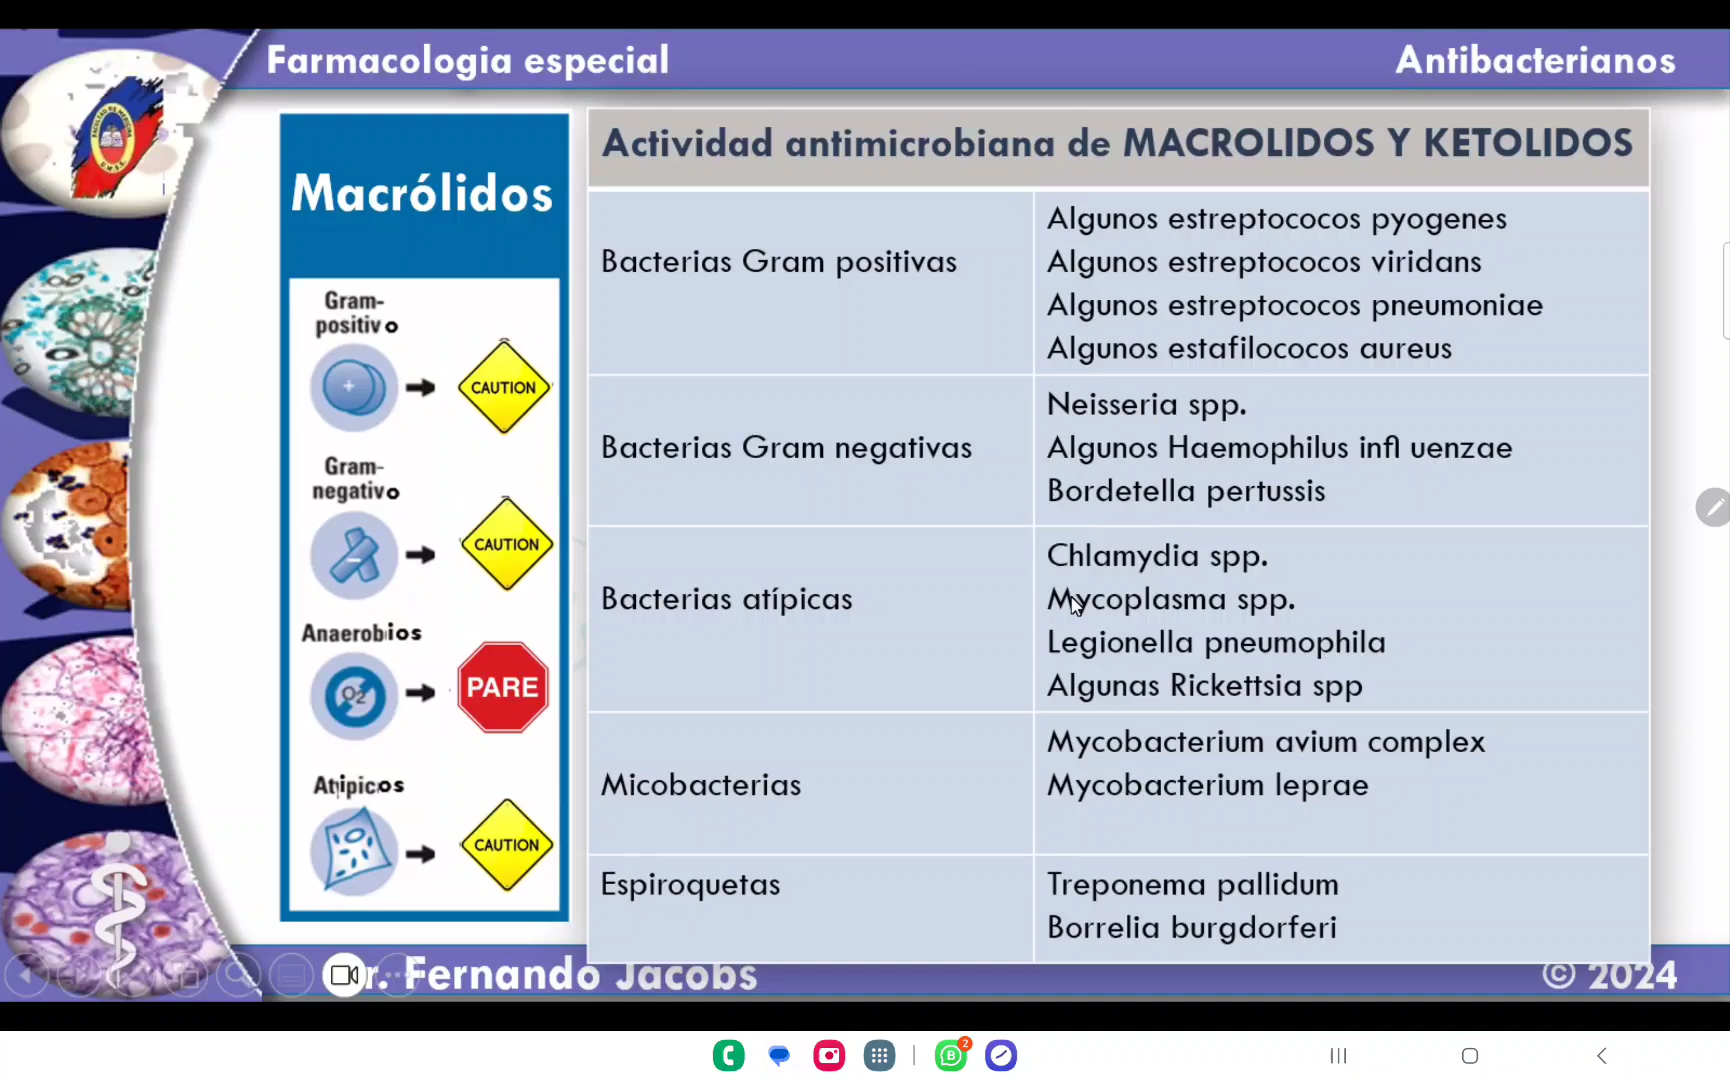 Farmacologia especial
Antibacterianos
Macrólidos
Gram-
positivo
+
CAUTION
Gram-
negativo
CAUTION
Anaerobios
O2
PARE
Atipicos
CAUTION
Actividad antimicrobiana de MACROLIDOS Y KETOLIDOS
Bacterias Gram positivas
Algunos estreptococos pyogenes
Algunos estreptococos viridans
Algunos estreptococos pneumoniae
Algunos estafilococos aureus
Bacterias Gram negativas
Neisseria spp.
Algunos Haemophilus infl uenzae
Bordetella pertussis
Bacterias atípicas
Chlamydia spp.
Mycoplasma spp.
Legionella pneumophila
Algunas Rickettsia spp
Micobacterias
Mycobacterium avium complex
Mycobacterium leprae
Espiroquetas
Treponema pallidum
Borrelia burgdorferi
r. Fernando Jacobs
© 2024
B
2